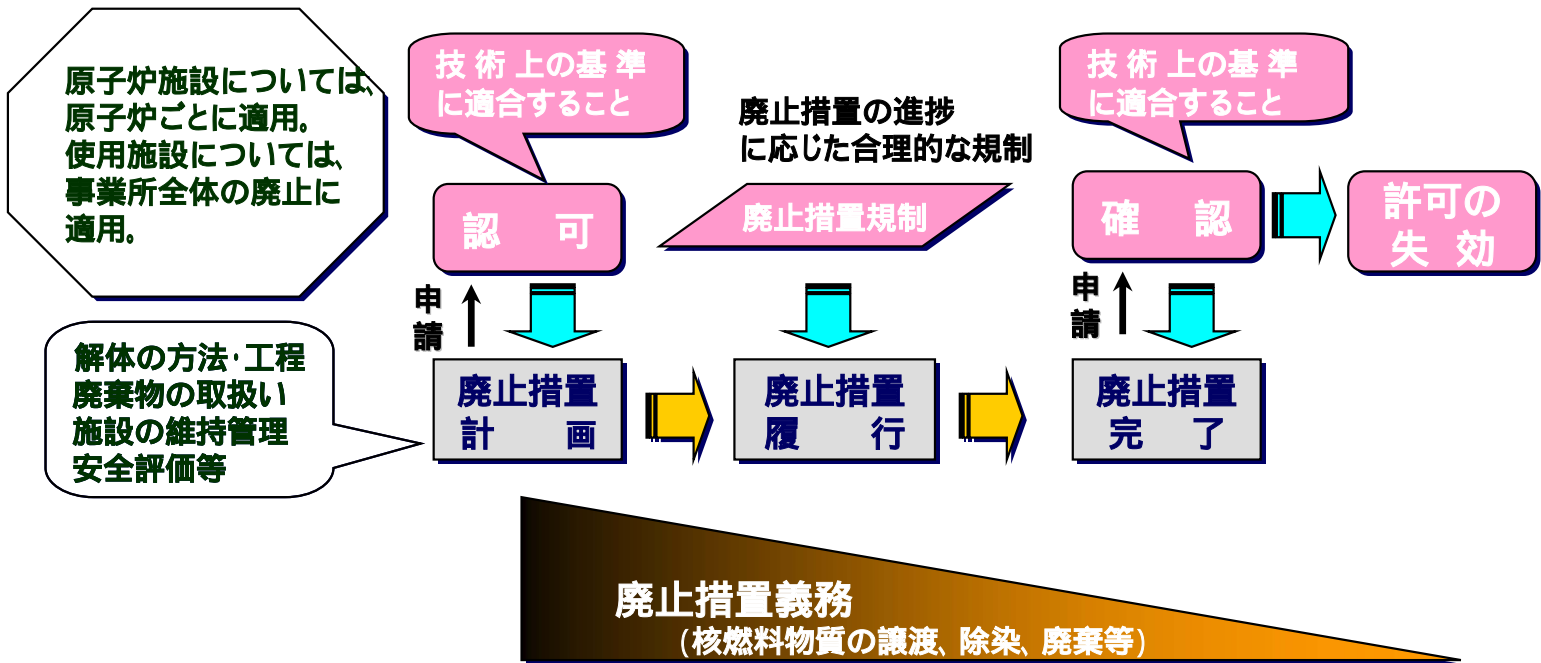 原子炉施設については、
原子炉ごとに適用。
使用施設については、
事業所全体の廃止に
適用。
技術上の基準
に適合すること
廃止措置の進捗
に応じた合理的な規制
技術上の基準
に適合すること
認 可
廃止措置規制
確 認
許可の
失 効
申
請
申
請
解体の方法・工程
廃棄物の取扱い
施設の維持管理
安全評価等
廃止措置
計 画
廃止措置
履 行
廃止措置
完 了
廃止措置義務
(核燃料物質の譲渡、除染、廃棄等)